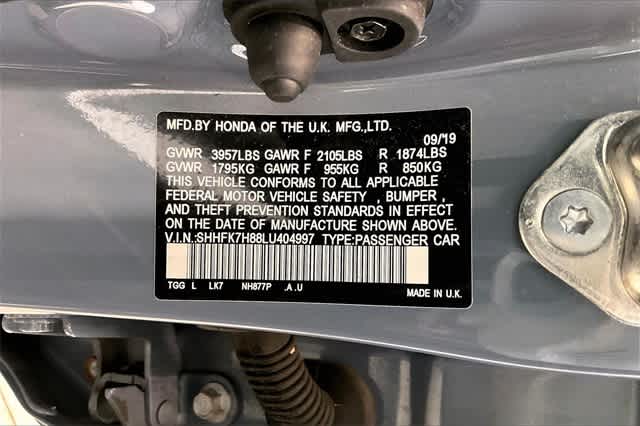 MFD.BY HONDA OF THE U.K. MFG.,LTD.
09/19
GVWR 3957LBS GAWR F 2105LBS R 1874LBS
GVWR 1795KG GAWR F 955KG R 850KG
THIS VEHICLE CONFORMS TO ALL APPLICABLE
FEDERAL MOTOR VEHICLE SAFETY , BUMPER ,
AND THEFT PREVENTION STANDARDS IN EFFECT
ON THE DATE OF MANUFACTURE SHOWN ABOVE.
V.I.N.:SHHFK7H88LU404997 TYPE:PASSENGER CAR
TGG L LK7 NH877P .A.U
MADE IN U.K.